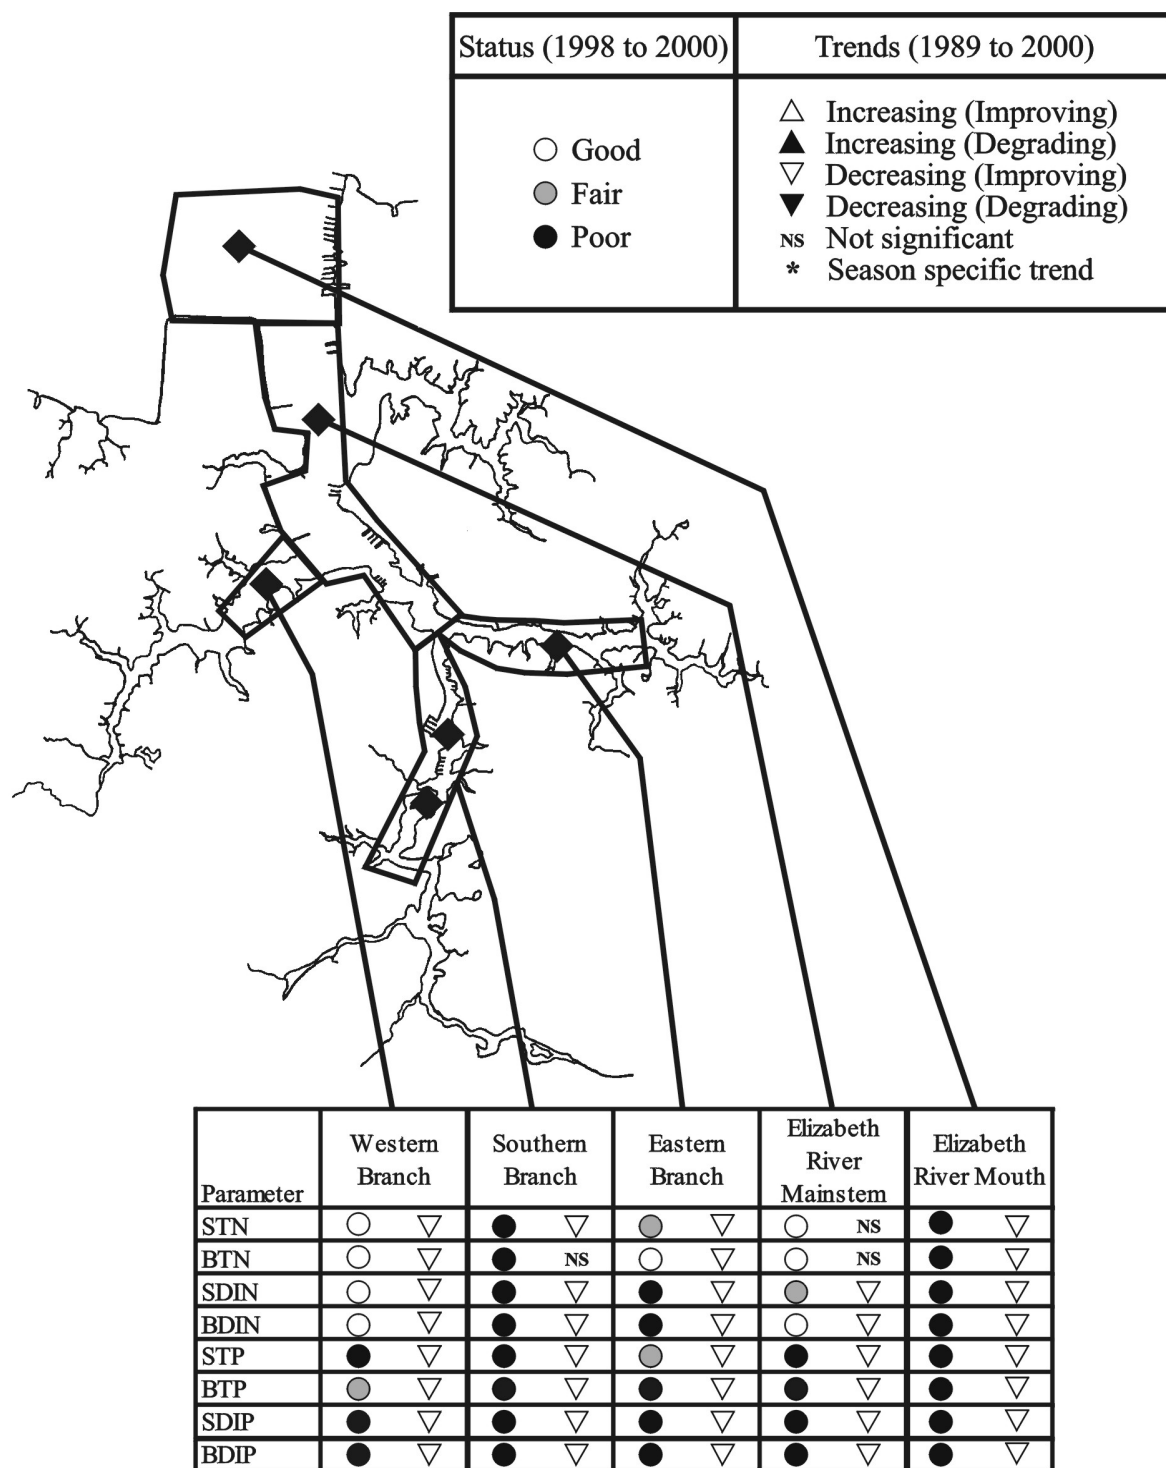 Status (1998 to 2000) Trends (1989 to 2000)
Good
Fair
Poor
Increasing (Improving)
Increasing (Degrading)
Decreasing (Improving)
Decreasing (Degrading)
NS Not significant
* Season specific trend
Parameter
Western
Branch
Southern
Branch
Eastern
Branch
Elizabeth
River
Mainstem
Elizabeth
River Mouth
STN NS
BTN NS NS
SDIN
BDIN
STP
BTP
SDIP
BDIP